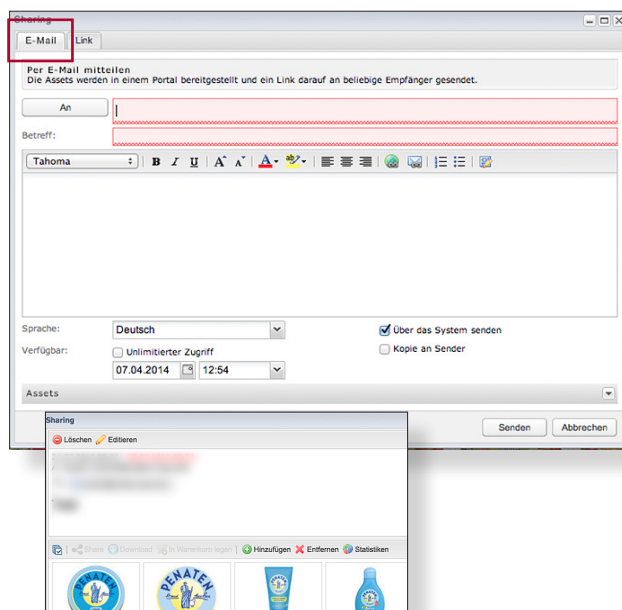 Sharing
E-Mail Link
Per E-Mail mitteilen
Die Assets werden in einem Portal bereitgestellt und ein Link darauf an beliebige Empfänger gesendet.
An
Betreff:
Tahoma B I U A A A ab
Sprache: Deutsch Über das System senden
Verfügbar: Unlimitierter Zugriff Kopie an Sender
07.04.2014 12:54
Assets
Senden Abbrechen
Sharing
Löschen Editieren
Share Download In Warenkorb legen Hinzufügen Entfernen Statistiken
PENATEN PENATEN